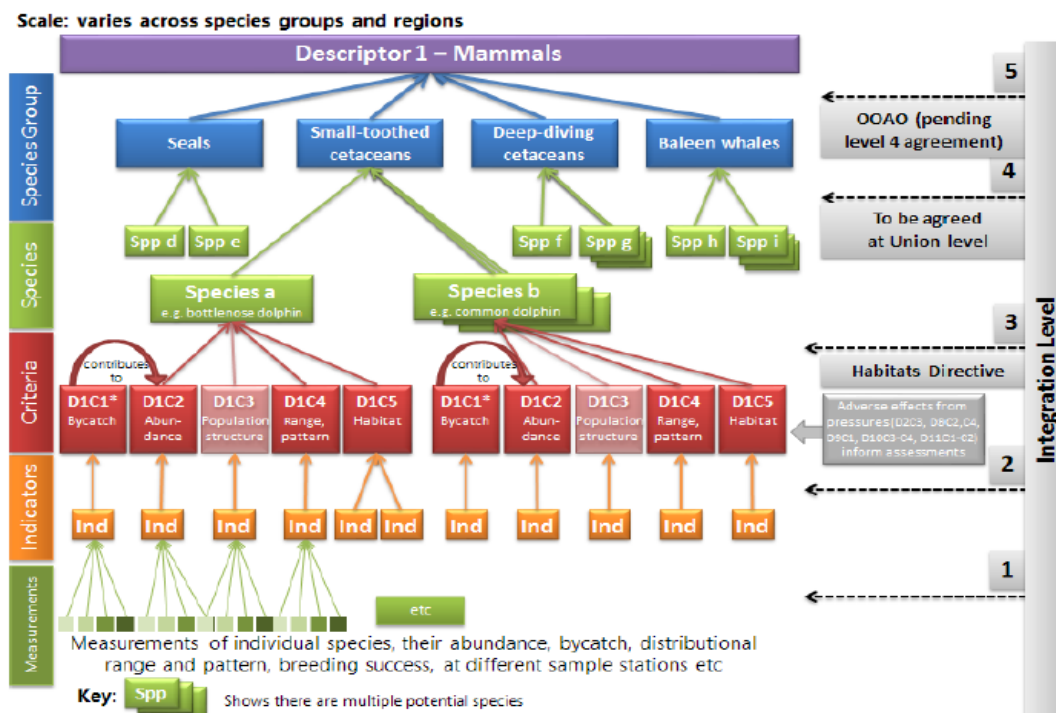 Scale: varies across species groups and regions
Descriptor 1 – Mammals
5
OOAO (pending
level 4 agreement)
Species Group
Seals
Small-toothed
cetaceans
Deep-diving
cetaceans
Baleen whales
4
To be agreed
at Union level
Species
Spp d
Spp e
Spp f
Spp g
Spp h
Spp i
Species a
e.g. bottlenose dolphin
Species b
e.g. common dolphin
3
Habitats Directive
Criteria
contributes
to
contributes
to
D1C1*
Bycatch
D1C2
Abun-
dance
D1C3
Population
structure
D1C4
Range,
pattern
D1C5
Habitat
D1C1*
Bycatch
D1C2
Abun-
dance
D1C3
Population
structure
D1C4
Range,
pattern
D1C5
Habitat
Adverse effects from
pressures(D2C3, D8C2,C4,
D9C1, D10C3-C4, D11C1-C2)
inform assessments
Integration Level
2
Indicators
Ind
Ind
Ind
Ind
Ind
Ind
Ind
Ind
Ind
Ind
Ind
1
Measurements
etc
Measurements of individual species, their abundance, bycatch, distributional
range and pattern, breeding success, at different sample stations etc
Key:
Spp
Shows there are multiple potential species